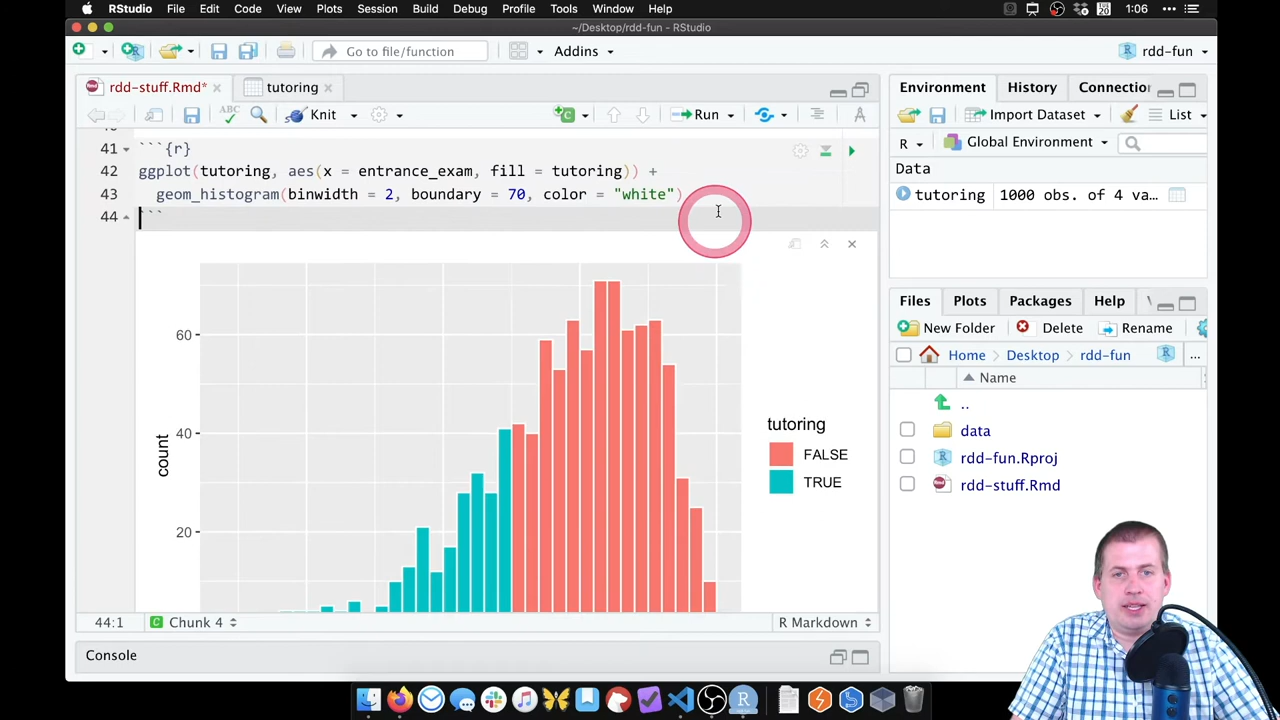 RStudio File Edit Code View Plots Session Build Debug Profile Tools Window Help 1:06
~/Desktop/rdd-fun - RStudio
Go to file/function Addins rdd-fun
rdd-stuff.Rmd* tutoring
ABC Knit Run
41 ```{r}
42 ggplot(tutoring, aes(x = entrance_exam, fill = tutoring)) +
43 geom_histogram(binwidth = 2, boundary = 70, color = "white")
44 ```
60
40
20
count
tutoring
FALSE
TRUE
44:1 C Chunk 4 R Markdown
Console
Environment History Connectio
Import Dataset List
R Global Environment
Data
tutoring 1000 obs. of 4 va…
Files Plots Packages Help
New Folder Delete Rename
Home Desktop rdd-fun ...
Name
..
data
rdd-fun.Rproj
rdd-stuff.Rmd